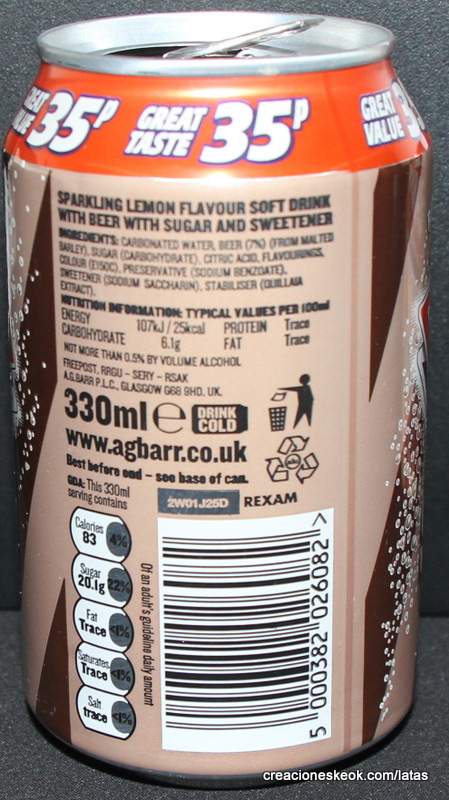 GREAT VALUE 35P
GREAT TASTE 35P
GREAT VALUE 3
SPARKLING LEMON FLAVOUR SOFT DRINK
WITH BEER WITH SUGAR AND SWEETENER
INGREDIENTS: CARBONATED WATER, BEER (7%) (FROM MALTED
BARLEY), SUGAR (CARBOHYDRATE), CITRIC ACID, FLAVOURINGS,
COLOUR (E150C), PRESERVATIVE (SODIUM BENZOATE),
SWEETENER (SODIUM SACCHARIN), STABILISER (QUILLAIA
EXTRACT).
NUTRITION INFORMATION: TYPICAL VALUES PER 100ml
ENERGY 107kJ / 25kcal PROTEIN Trace
CARBOHYDRATE 6.1g FAT Trace
NOT MORE THAN 0.5% BY VOLUME ALCOHOL
FREEPOST, RRGU – SERY – RSAK
A.G.BARR P.L.C., GLASGOW G68 9HD. UK.
330ml e DRINK COLD
www.agbarr.co.uk
Best before end – see base of can.
GDA: This 330ml
serving contains
2W01J25D REXAM
Calories
83 4%
Sugar
20.1g 22%
Fat
Trace <1%
Saturates
Trace <1%
Salt
trace <1%
Of an adult's guideline daily amount
5 000382 026082 >
creacioneskeok.com/latas